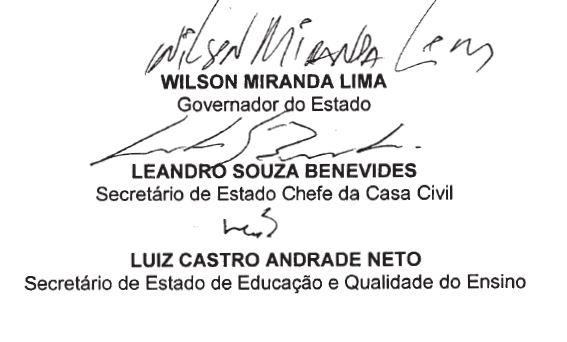 Wilson Miranda Lima
WILSON MIRANDA LIMA
Governador do Estado
LEANDRO SOUZA BENEVIDES
Secretário de Estado Chefe da Casa Civil
LUIZ CASTRO ANDRADE NETO
Secretário de Estado de Educação e Qualidade do Ensino